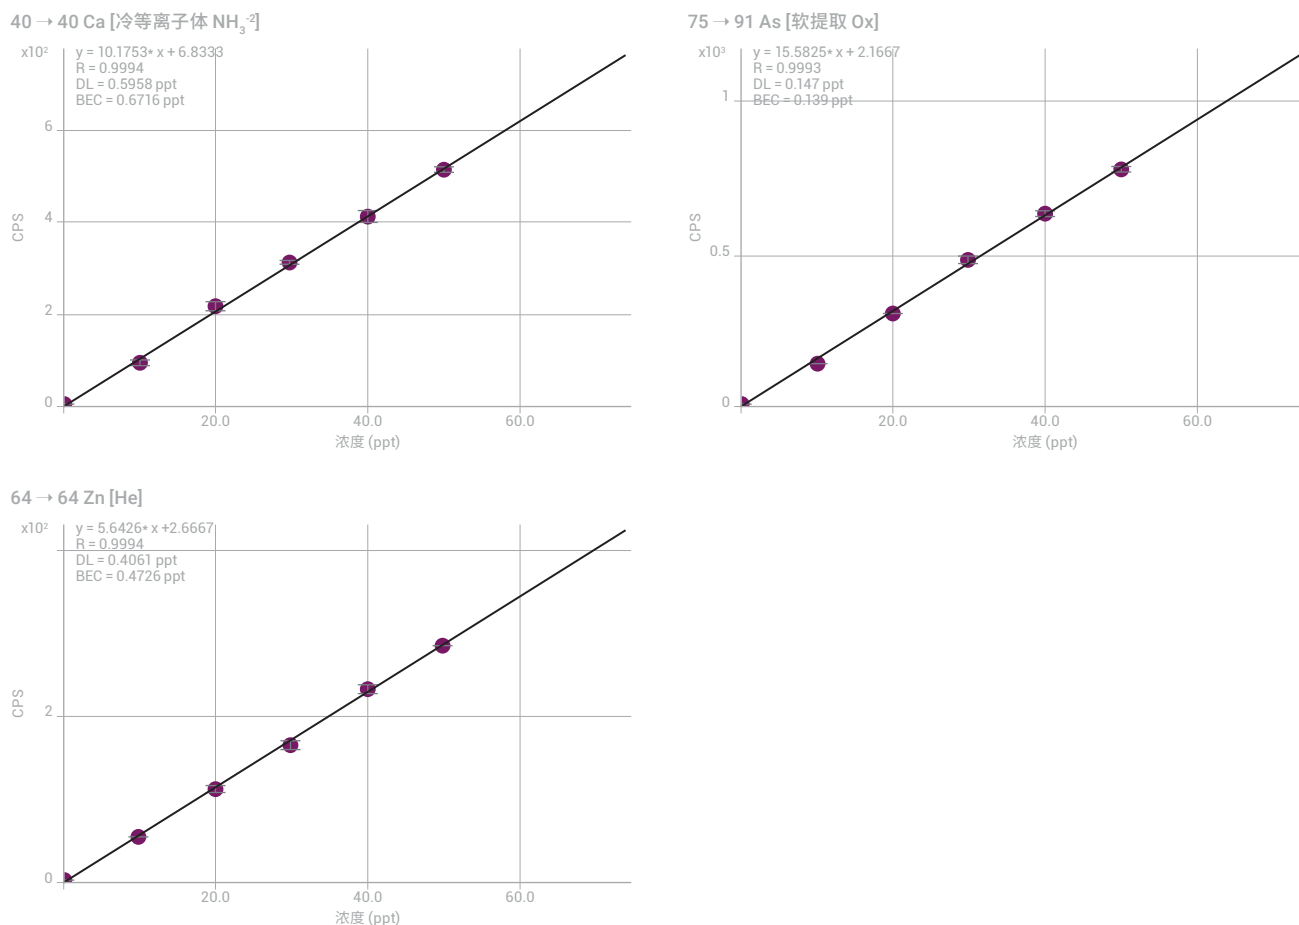 40 → 40 Ca [冷等离子体 NH₃⁻²]
x10²
y = 10.1753* x + 6.8333
R = 0.9994
DL = 0.5958 ppt
BEC = 0.6716 ppt
6
4
2
0
CPS
20.0 40.0 60.0
浓度 (ppt)
75 → 91 As [软提取 Ox]
x10³
y = 15.5825* x + 2.1667
R = 0.9993
DL = 0.147 ppt
BEC = 0.139 ppt
1
0.5
0
CPS
20.0 40.0 60.0
浓度 (ppt)
64 → 64 Zn [He]
x10²
y = 5.6426* x +2.6667
R = 0.9994
DL = 0.4061 ppt
BEC = 0.4726 ppt
2
0
CPS
20.0 40.0 60.0
浓度 (ppt)